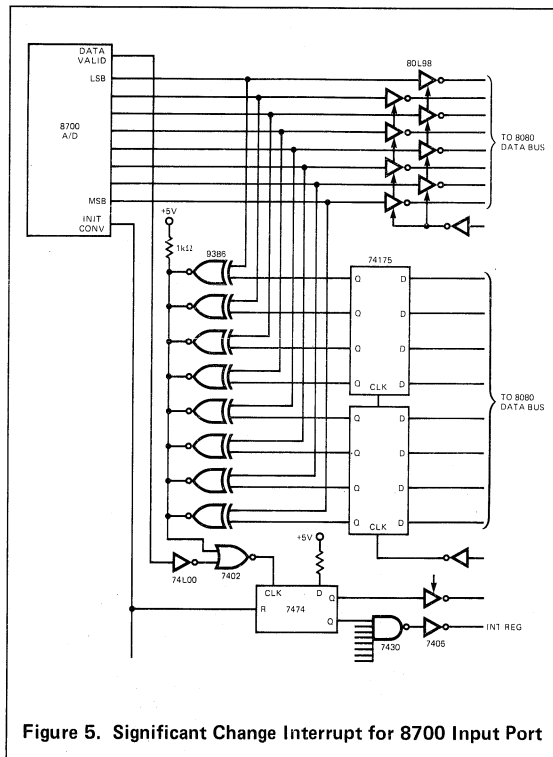 DATA
VALID
LSB
8700
A/D
MSB
INIT
CONV
80L98
TO 8080
DATA BUS
+5V
1kΩ
9386
74175
Q D
Q D
Q D
Q D
CLK
TO 8080
DATA BUS
Q D
Q D
Q D
Q D
CLK
+5V
74L00
7402
CLK D Q
R
7474
Q
7430
7405
INT REG
Figure 5. Significant Change Interrupt for 8700 Input Port